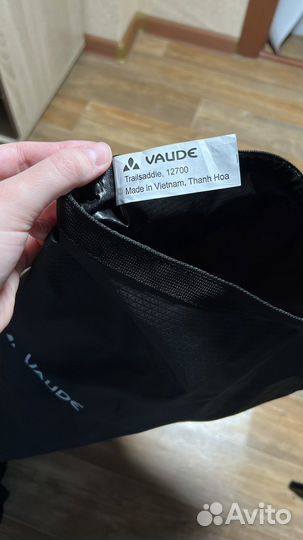 VAUDE
Trailsaddle, 12700
Made in Vietnam, Thanh Hoa
VAUDE
Avito